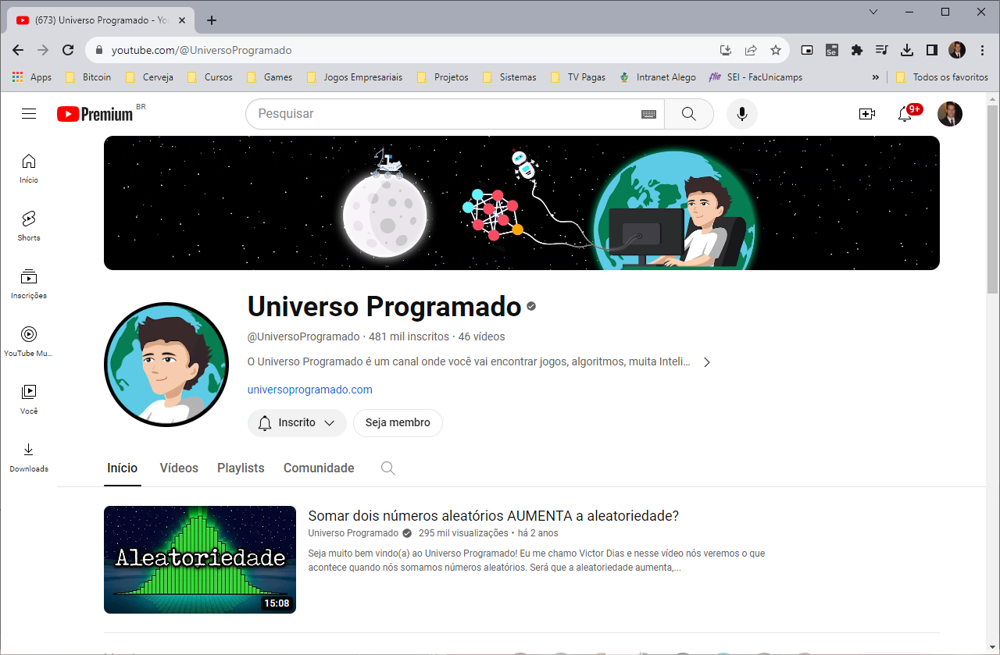 (673) Universo Programado - Yo
youtube.com/@UniversoProgramado
Se
Apps Bitcoin Cerveja Cursos Games Jogos Empresariais Projetos Sistemas TV Pagas Intranet Alego flie SEI - FacUnicamps » Todos os favoritos
Premium BR
Pesquisar
9+
Início
Shorts
Inscrições
YouTube Mu...
Você
Downloads
Universo Programado
@UniversoProgramado · 481 mil inscritos · 46 vídeos
O Universo Programado é um canal onde você vai encontrar jogos, algoritmos, muita Inteli...
universoprogramado.com
Inscrito Seja membro
Início Vídeos Playlists Comunidade
Aleatoriedade
15:08
Somar dois números aleatórios AUMENTA a aleatoriedade?
Universo Programado 295 mil visualizações • há 2 anos
Seja muito bem vindo(a) ao Universo Programado! Eu me chamo Victor Dias e nesse vídeo nós veremos o que
acontece quando nós somamos números aleatórios. Será que a aleatoriedade aumenta,...